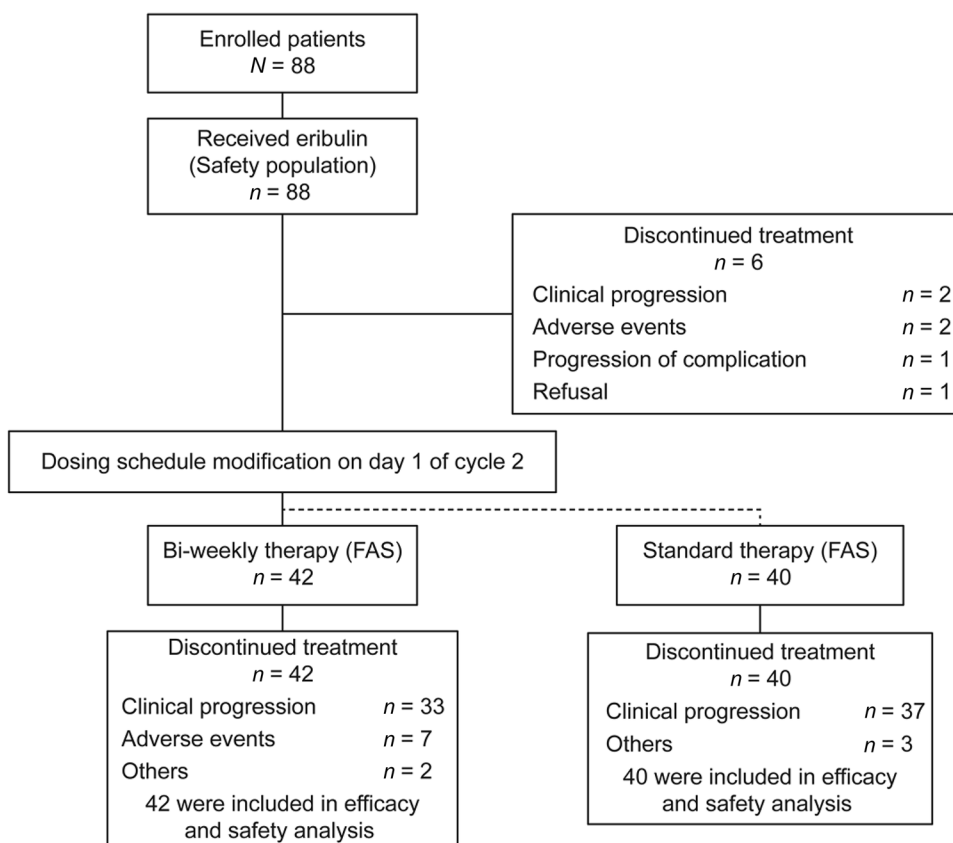 Enrolled patients
N = 88
Received eribulin
(Safety population)
n = 88
Discontinued treatment
n = 6
Clinical progression n = 2
Adverse events n = 2
Progression of complication n = 1
Refusal n = 1
Dosing schedule modification on day 1 of cycle 2
Bi-weekly therapy (FAS)
n = 42
Standard therapy (FAS)
n = 40
Discontinued treatment
n = 42
Clinical progression n = 33
Adverse events n = 7
Others n = 2
42 were included in efficacy
and safety analysis
Discontinued treatment
n = 40
Clinical progression n = 37
Others n = 3
40 were included in efficacy
and safety analysis